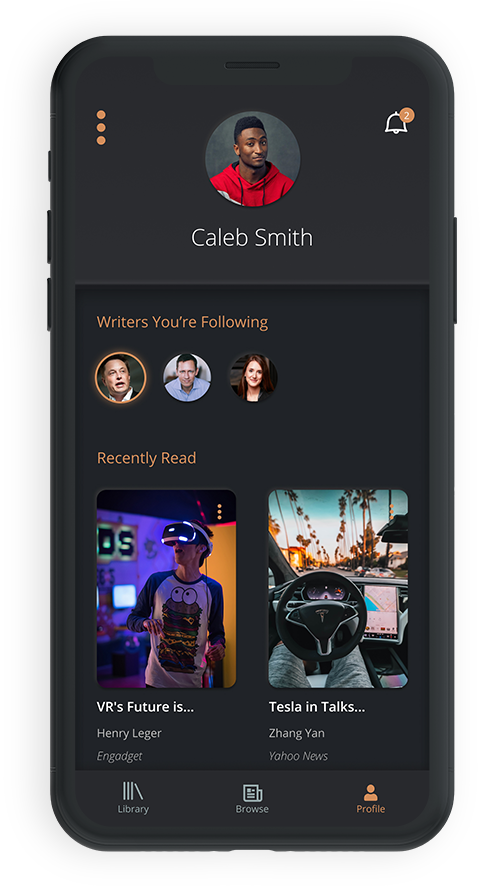 2
Caleb Smith
Writers You’re Following
Recently Read
VR's Future is...
Tesla in Talks...
Henry Leger
Zhang Yan
Engadget
Yahoo News
Library
Browse
Profile